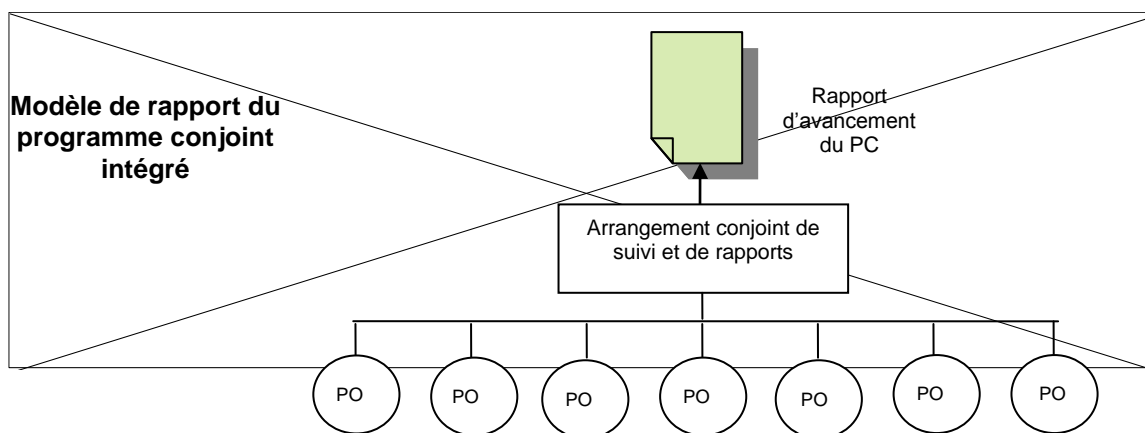 Modèle de rapport du
programme conjoint
intégré
Rapport
d’avancement
du PC
Arrangement conjoint de
suivi et de rapports
PO
PO
PO
PO
PO
PO
PO